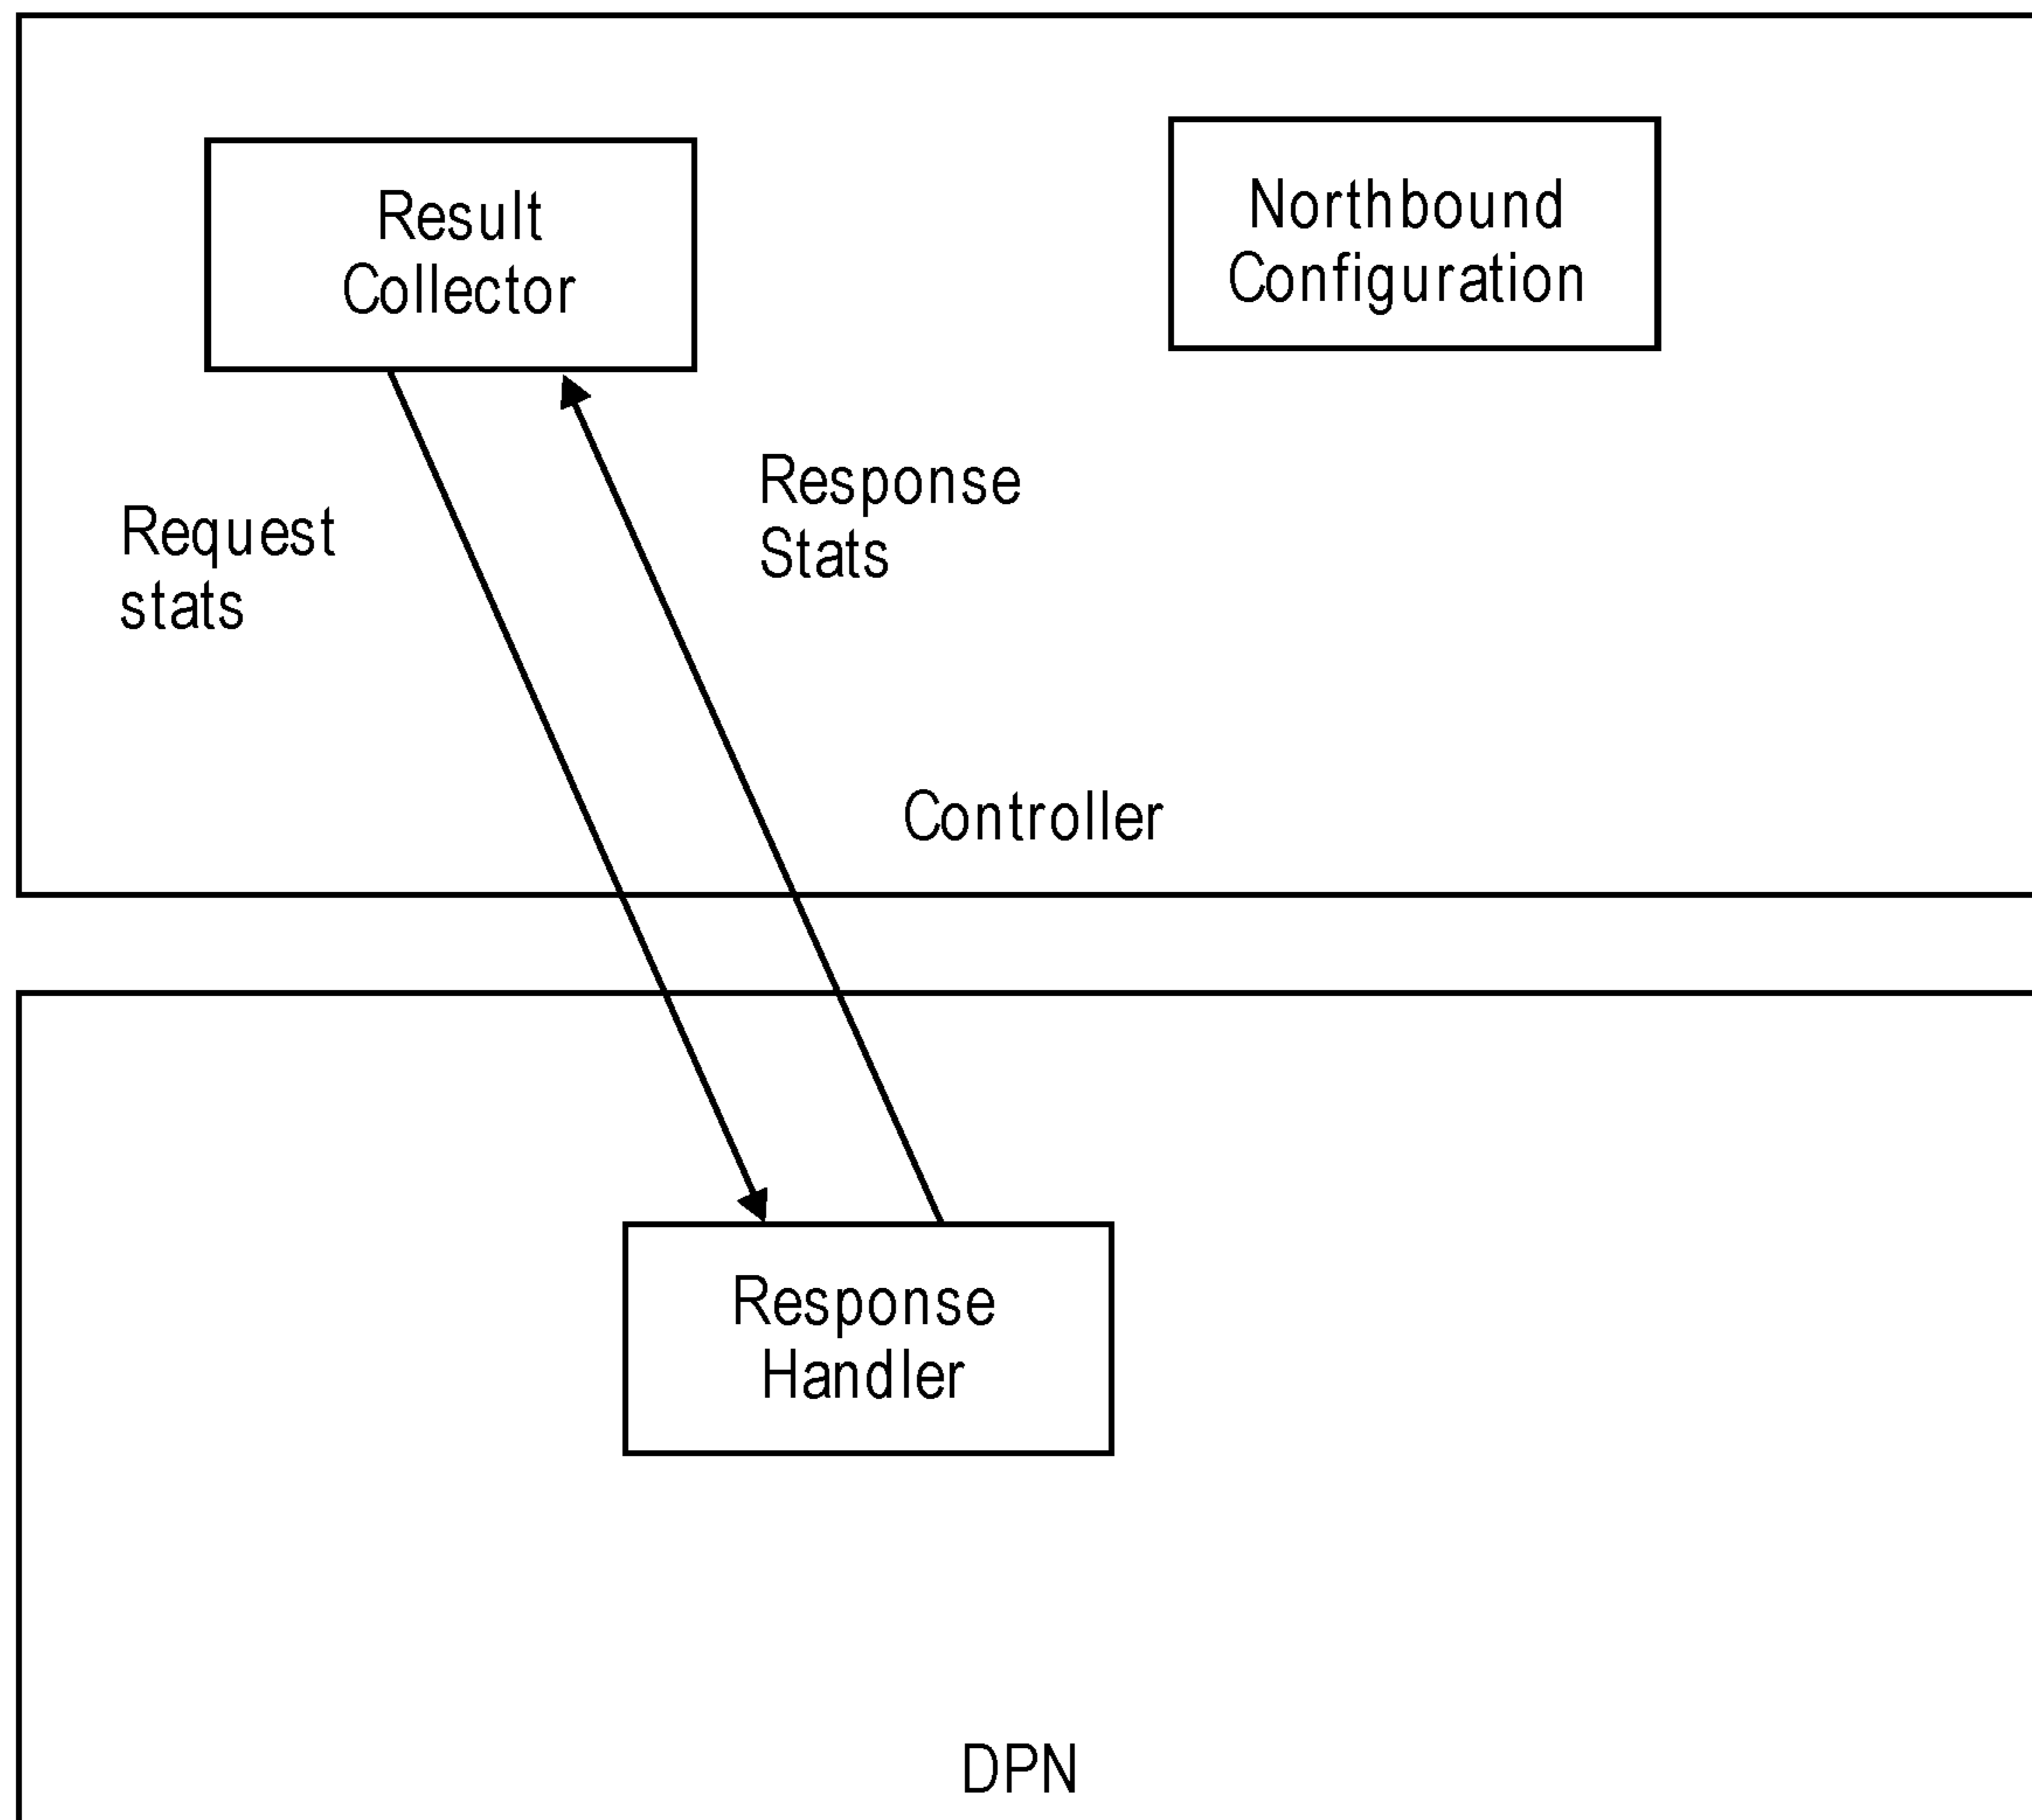 Result
Collector
Northbound
Configuration
Request
stats
Response
Stats
Controller
Response
Handler
DPN